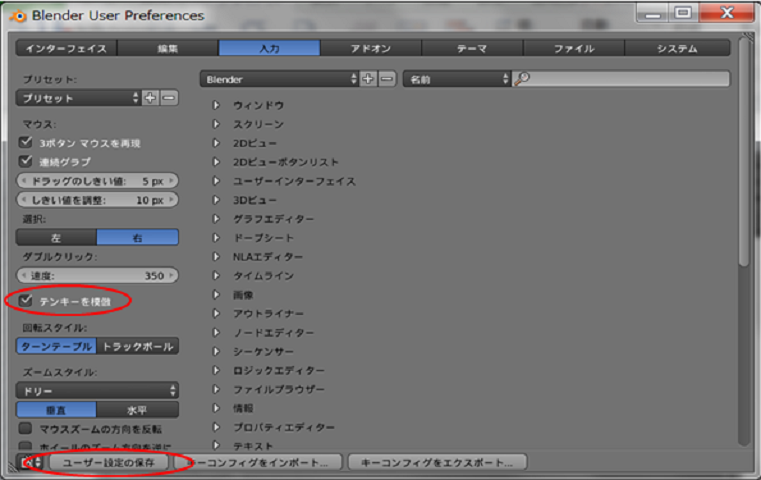 Blender User Preferences
インターフェイス 編集 入力 アドオン テーマ ファイル システム
プリセット:
プリセット
Blender 名前
マウス:
3ボタン マウスを再現
連続グラブ
ドラッグのしきい値: 5 px
しきい値を調整: 10 px
選択:
左 右
ダブルクリック:
速度: 350
テンキーを模倣
回転スタイル:
ターンテーブル トラックボール
ズームスタイル:
ドリー
垂直 水平
マウスズームの方向を反転
ホイールのズーム方向を逆に
ウィンドウ
スクリーン
2Dビュー
2Dビューボタンリスト
ユーザーインターフェイス
3Dビュー
グラフエディター
ドープシート
NLAエディター
タイムライン
画像
アウトライナー
ノードエディター
シーケンサー
ロジックエディター
ファイルブラウザー
情報
プロパティエディター
テキスト
ユーザー設定の保存 キーコンフィグをインポート... キーコンフィグをエクスポート...